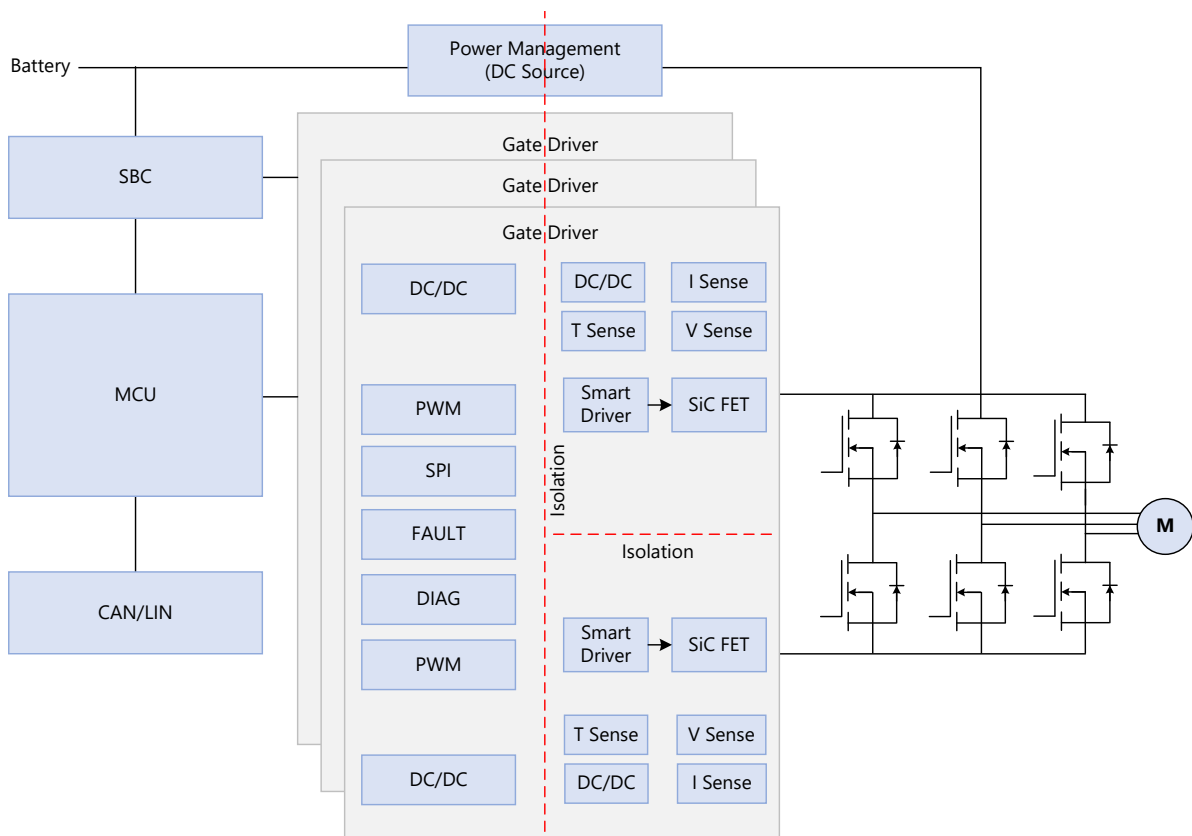 Power Management
(DC Source)
Battery
Gate Driver
SBC
Gate Driver
Gate Driver
DC/DC
DC/DC
I Sense
T Sense
V Sense
MCU
PWM
Smart
Driver
SiC FET
SPI
Isolation
FAULT
M
Isolation
CAN/LIN
DIAG
Smart
Driver
SiC FET
PWM
T Sense
V Sense
DC/DC
DC/DC
I Sense